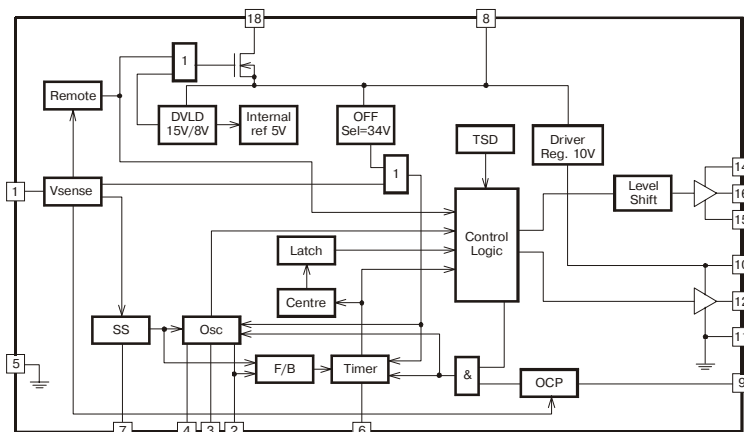 18
8
1
Remote
DVLD
15V/8V
Internal
ref 5V
OFF
Sel=34V
TSD
Driver
Reg. 10V
14
1
Vsense
1
Level
Shift
16
15
Control
Logic
Latch
10
Centre
12
SS
Osc
11
5
F/B
Timer
&
OCP
9
7
4
3
2
6